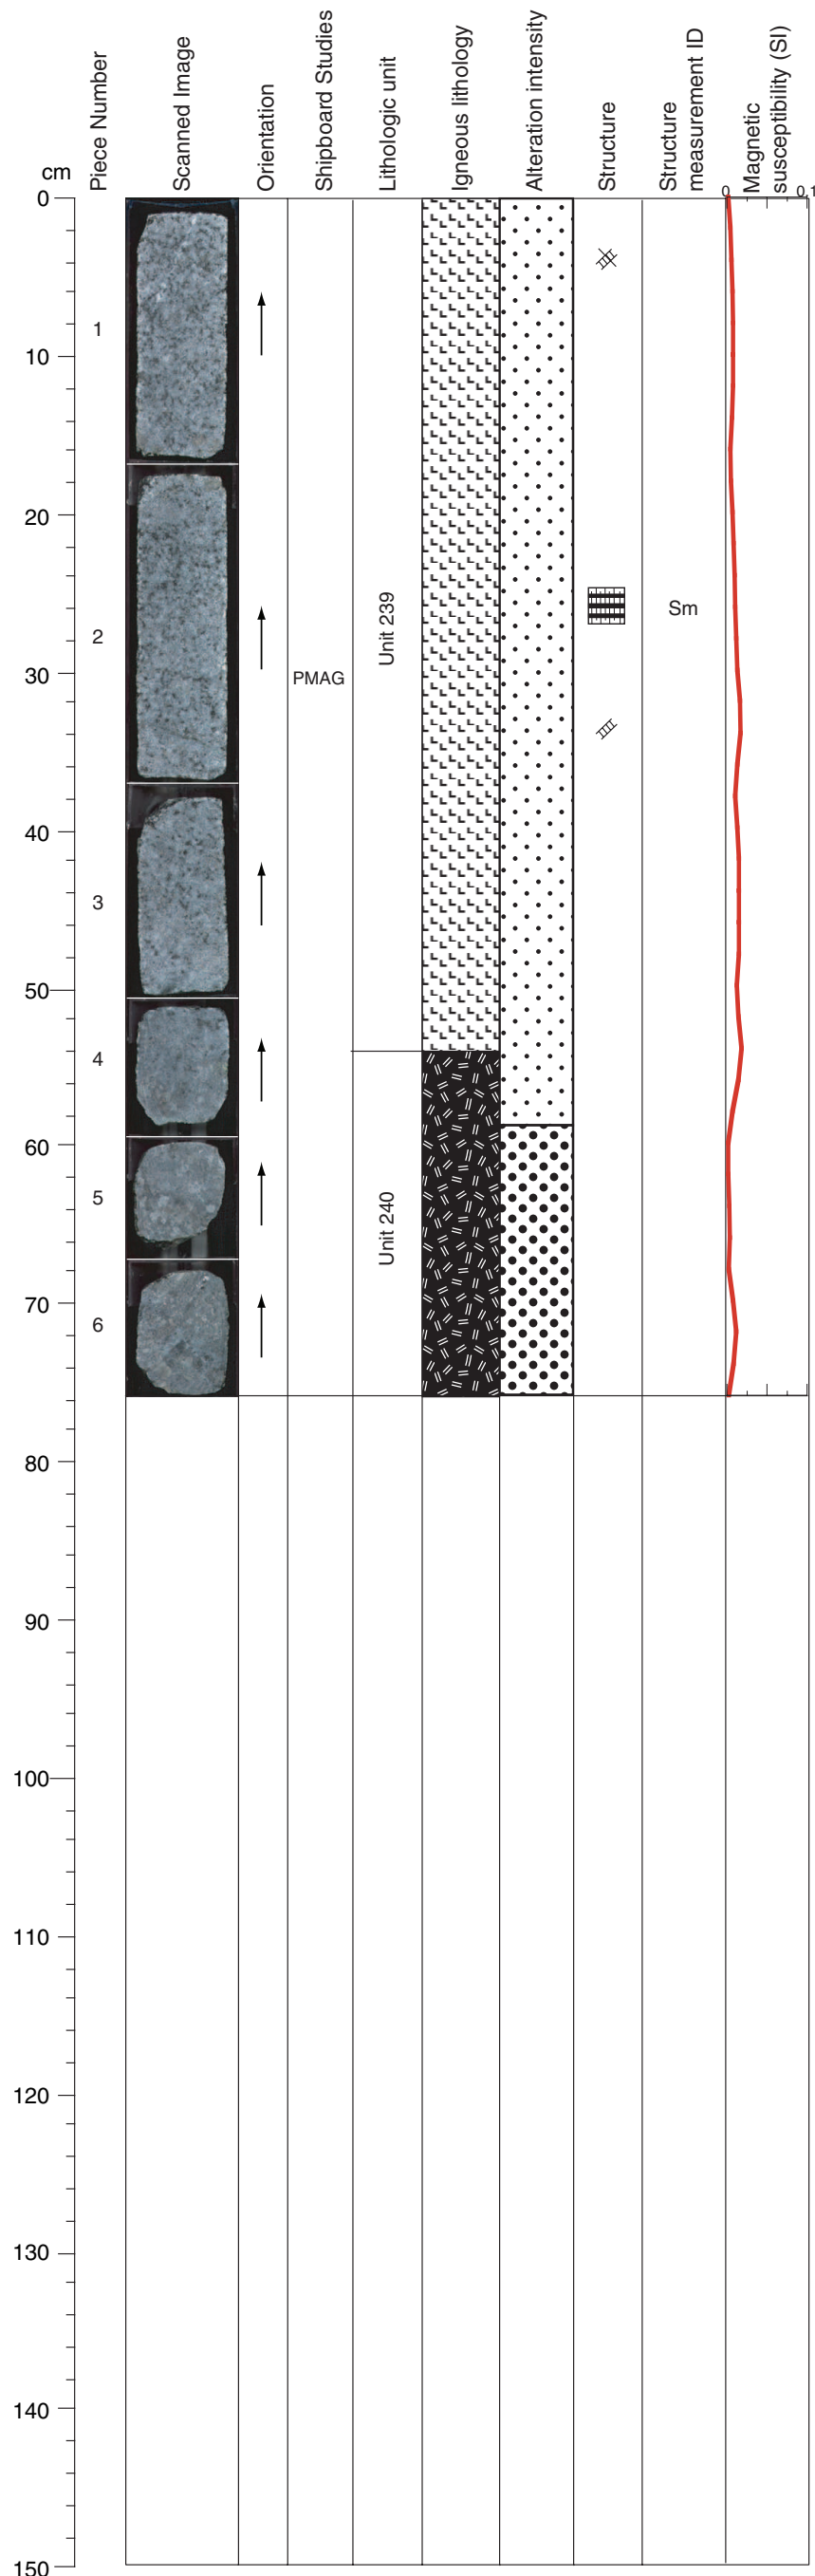 cm
Piece Number
Scanned Image
Orientation
Shipboard Studies
Lithologic unit
Igneous lithology
Alteration intensity
Structure
Structure
measurement ID
Magnetic
susceptibility (SI)
0 0.1
0
1
10
20
Unit 239
2
Sm
30
PMAG
40
3
50
4
60
5
Unit 240
70
6
80
90
100
110
120
130
140
150